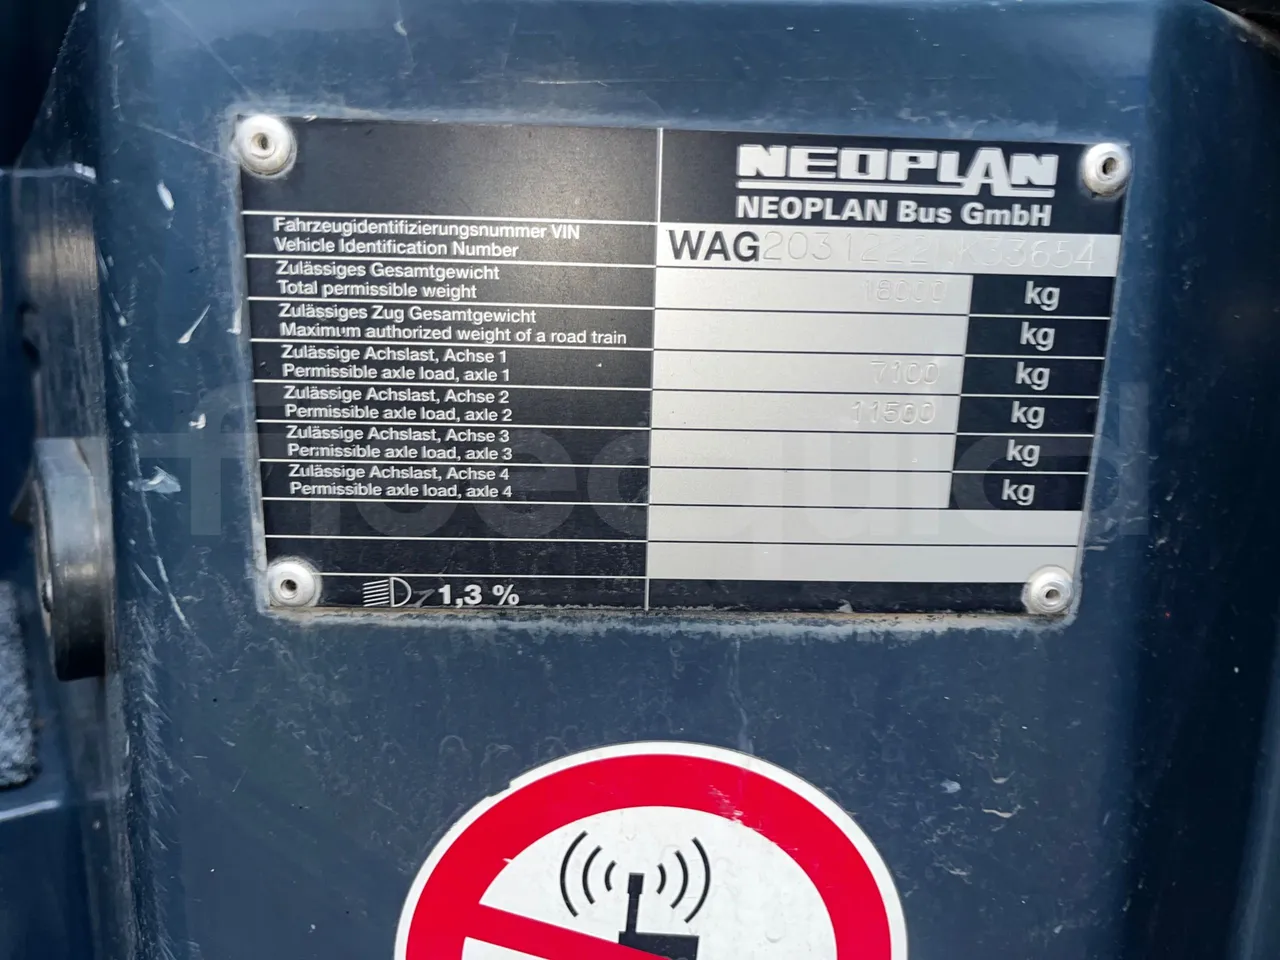 NEOPLAN
NEOPLAN Bus GmbH
Fahrzeugidentifizierungsnummer VIN
Vehicle Identification Number
WAG
Zulässiges Gesamtgewicht
Total permissible weight
18000 kg
Zulässiges Zug Gesamtgewicht
Maximum authorized weight of a road train
kg
Zulässige Achslast, Achse 1
Permissible axle load, axle 1
7100 kg
Zulässige Achslast, Achse 2
Permissible axle load, axle 2
11500 kg
Zulässige Achslast, Achse 3
Permissible axle load, axle 3
kg
Zulässige Achslast, Achse 4
Permissible axle load, axle 4
kg
1,3 %